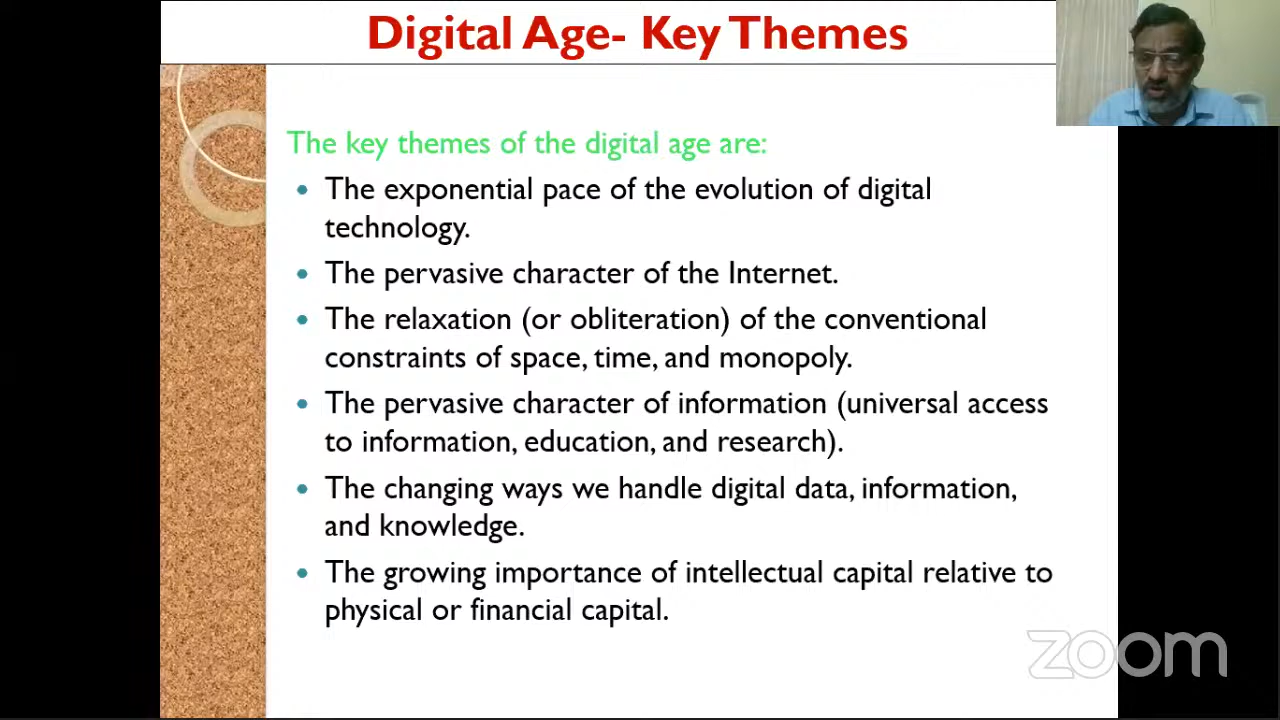 Digital Age- Key Themes
The key themes of the digital age are:
• The exponential pace of the evolution of digital
technology.
• The pervasive character of the Internet.
• The relaxation (or obliteration) of the conventional
constraints of space, time, and monopoly.
• The pervasive character of information (universal access
to information, education, and research).
• The changing ways we handle digital data, information,
and knowledge.
• The growing importance of intellectual capital relative to
physical or financial capital.
zoom